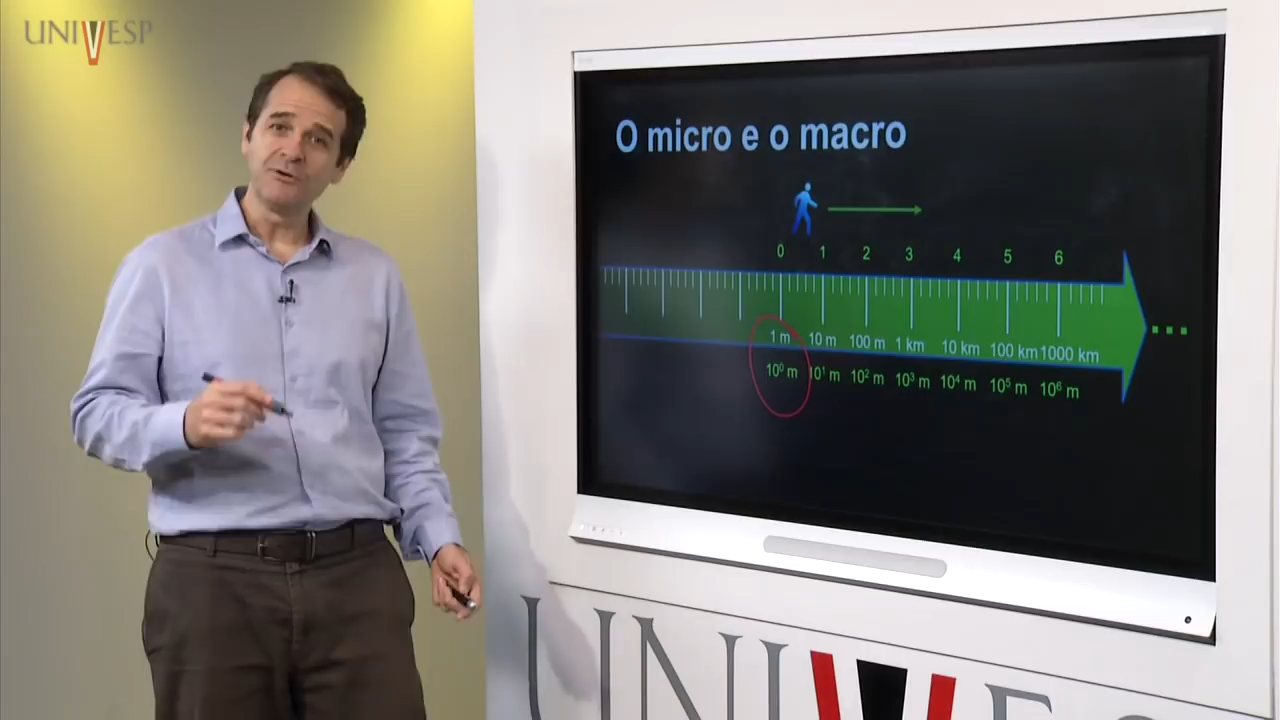 UNIVESP
O micro e o macro
0 1 2 3 4 5 6
1 m 10 m 100 m 1 km 10 km 100 km 1000 km
10⁰ m 10¹ m 10² m 10³ m 10⁴ m 10⁵ m 10⁶ m
UNIVES